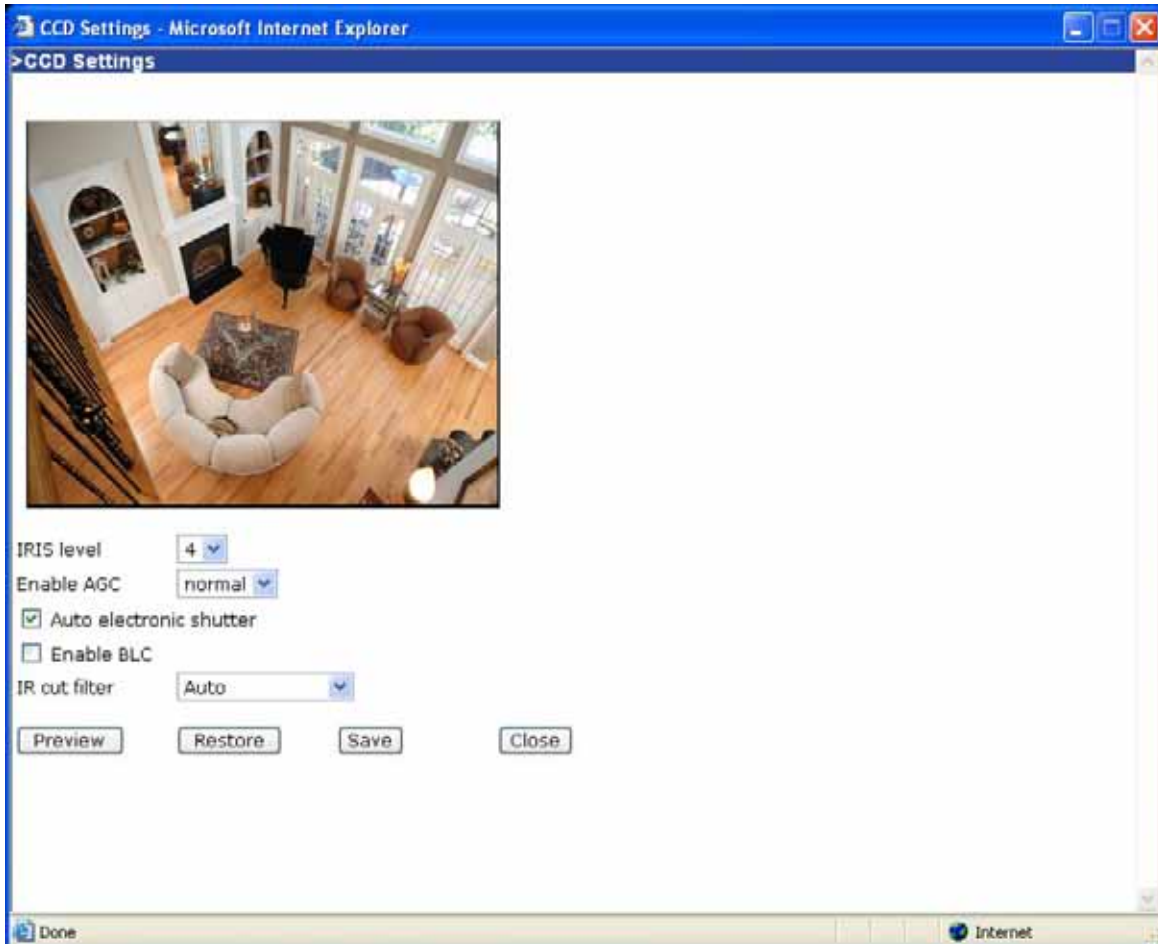 CCD Settings - Microsoft Internet Explorer
>CCD Settings
IRIS level 4
Enable AGC normal
Auto electronic shutter
Enable BLC
IR cut filter Auto
Preview Restore Save Close
Done Internet